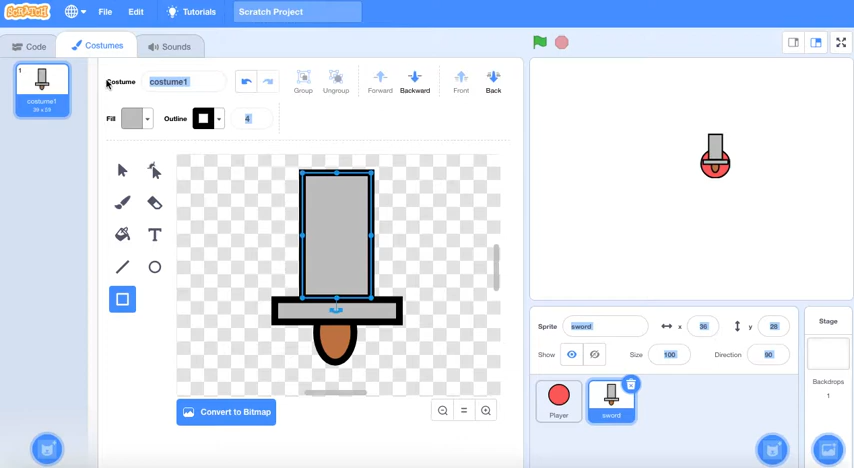 SCRATCH File Edit Tutorials Scratch Project
Code Costumes Sounds
1
costume1
39 x 59
Costume costume1 Group Ungroup Forward Backward Front Back
Fill Outline 4
Convert to Bitmap
Sprite sword x 36 y 28
Show Size 100 Direction 90
Player sword
Stage
Backdrops
1